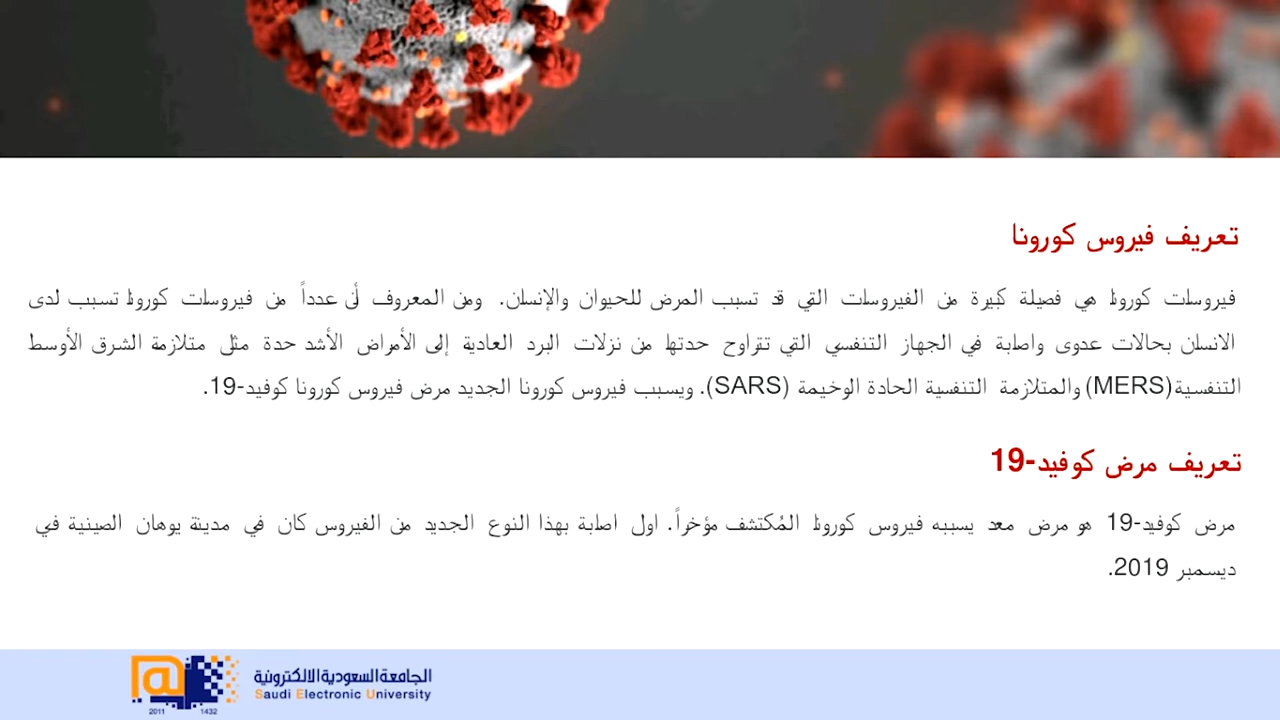 تعريف فيروس كورونا
فيروسات كورونا هي فصيلة كبيرة من الفيروسات التي قد تسبب المرض للحيوان والإنسان. ومن المعروف أن عدداً من فيروسات كورونا تسبب لدى
الانسان بحالات عدوى واصابة في الجهاز التنفسي التي تتراوح حدتها من نزلات البرد العادية إلى الأمراض الأشد حدة مثل متلازمة الشرق الأوسط
التنفسية(MERS) والمتلازمة التنفسية الحادة الوخيمة (SARS). ويسبب فيروس كورونا الجديد مرض فيروس كورونا كوفيد-19.
تعريف مرض كوفيد-19
مرض كوفيد-19 هو مرض معد يسببه فيروس كورونا المُكتشف مؤخراً. اول اصابة بهذا النوع الجديد من الفيروس كان في مدينة يوهان الصينية في
ديسمبر 2019.
الجامعة السعودية الالكترونية
Saudi Electronic University
2011 1432